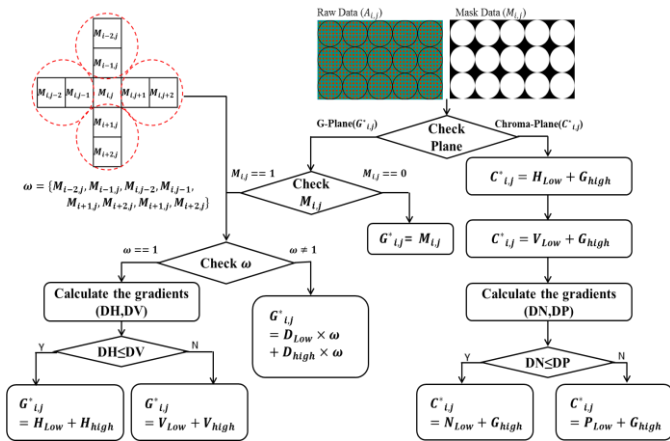 Raw Data (A_{i,j})
Mask Data (M_{i,j})
M_{i-2,j}
M_{i-1,j}
M_{i,j-2} M_{i,j-1} M_{i,j} M_{i,j+1} M_{i,j+2}
M_{i+1,j}
M_{i+2,j}
ω = {M_{i-2,j}, M_{i-1,j}, M_{i,j-2}, M_{i,j-1},
M_{i+1,j}, M_{i+2,j}, M_{i+1,j}, M_{i+2,j}}
G-Plane(G*_{i,j})
Chroma-Plane(C*_{i,j})
Check
Plane
M_{i,j} == 1
M_{i,j} == 0
Check
M_{i,j}
G*_{i,j} = M_{i,j}
ω == 1
ω ≠ 1
Check ω
Calculate the gradients
(DH,DV)
G*_{i,j}
= D_{Low} × ω
+ D_{high} × ω
Y
DH≤DV
N
G*_{i,j}
= H_{Low} + H_{high}
G*_{i,j}
= V_{Low} + V_{high}
C*_{i,j} = H_{Low} + G_{high}
C*_{i,j} = V_{Low} + G_{high}
Calculate the gradients
(DN,DP)
Y
DN≤DP
N
C*_{i,j}
= N_{Low} + G_{high}
C*_{i,j}
= P_{Low} + G_{high}